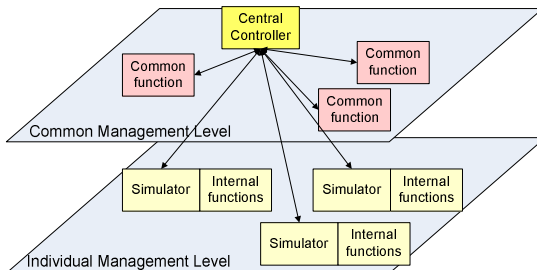 Central
Controller
Common
function
Common
function
Common
function
Common Management Level
Simulator
Internal
functions
Simulator
Internal
functions
Simulator
Internal
functions
Individual Management Level